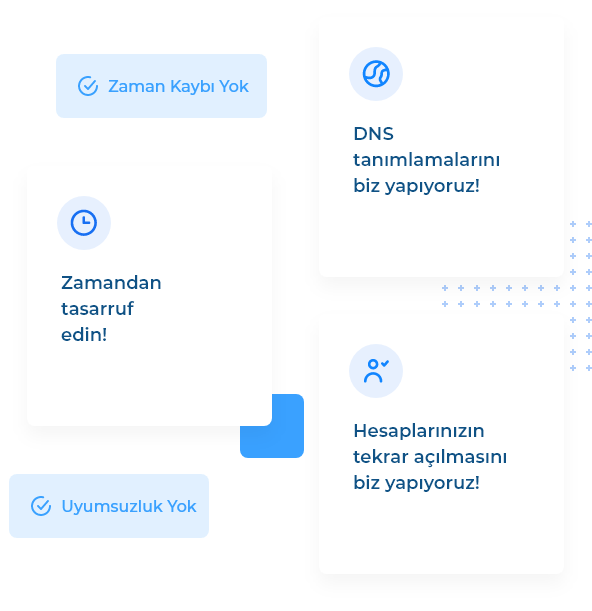 Zaman Kaybı Yok
DNS
tanımlamalarını
biz yapıyoruz!
Zamandan
tasarruf
edin!
Hesaplarınızın
tekrar açılmasını
biz yapıyoruz!
Uyumsuzluk Yok